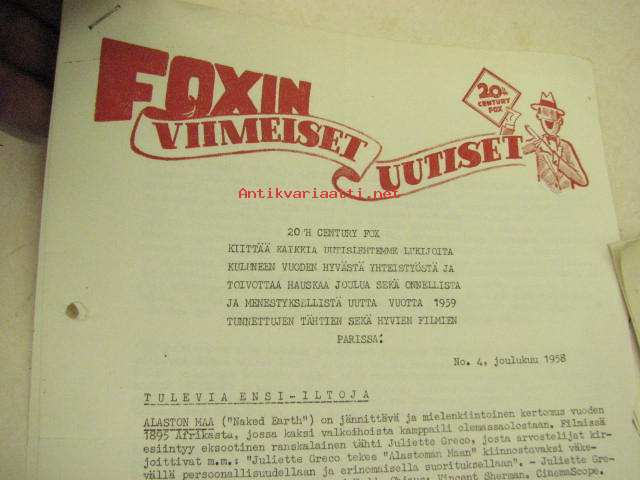 FOXIN
VIIMEISET
UUTISET
20th
CENTURY
FOX
Antikvariaatti.net
20'H CENTURY FOX
KIITTÄÄ KAIKKIA UUTISLEHTEMME LUKIJOITA
KULUNEEN VUODEN HYVÄSTÄ YHTEISTYÖSTÄ JA
TOIVOTTAA HAUSKAA JOULUA SEKÄ ONNELLISTA
JA MENESTYKSELLISTÄ UUTTA VUOTTA 1959
TUNNETTUJEN TÄHTIEN SEKÄ HYVIEN FILMIEN
PARISSA!
No. 4, joulukuu 1958
TULEVIA ENSI-ILTOJA
ALASTON MAA ("Naked Earth") on jännittävä ja mielenkiintoinen kertomus vuoden
1895 Afrikasta, jossa kaksi valkoihoista kamppaili olemassaolostaan. Filmissä
esiintyy eksootinen ranskalainen tähti Juliette Greco, josta arvostelijat kir-
joittivat m.m.: "Juliette Greco tekee "Alastoman Maan" kiinnostavaksi väke-
vällä persoonallisuudellaan ja erinomaisella suorituksellaan". - Juliette Gre-
Vincent Sherman. CinemaScope.